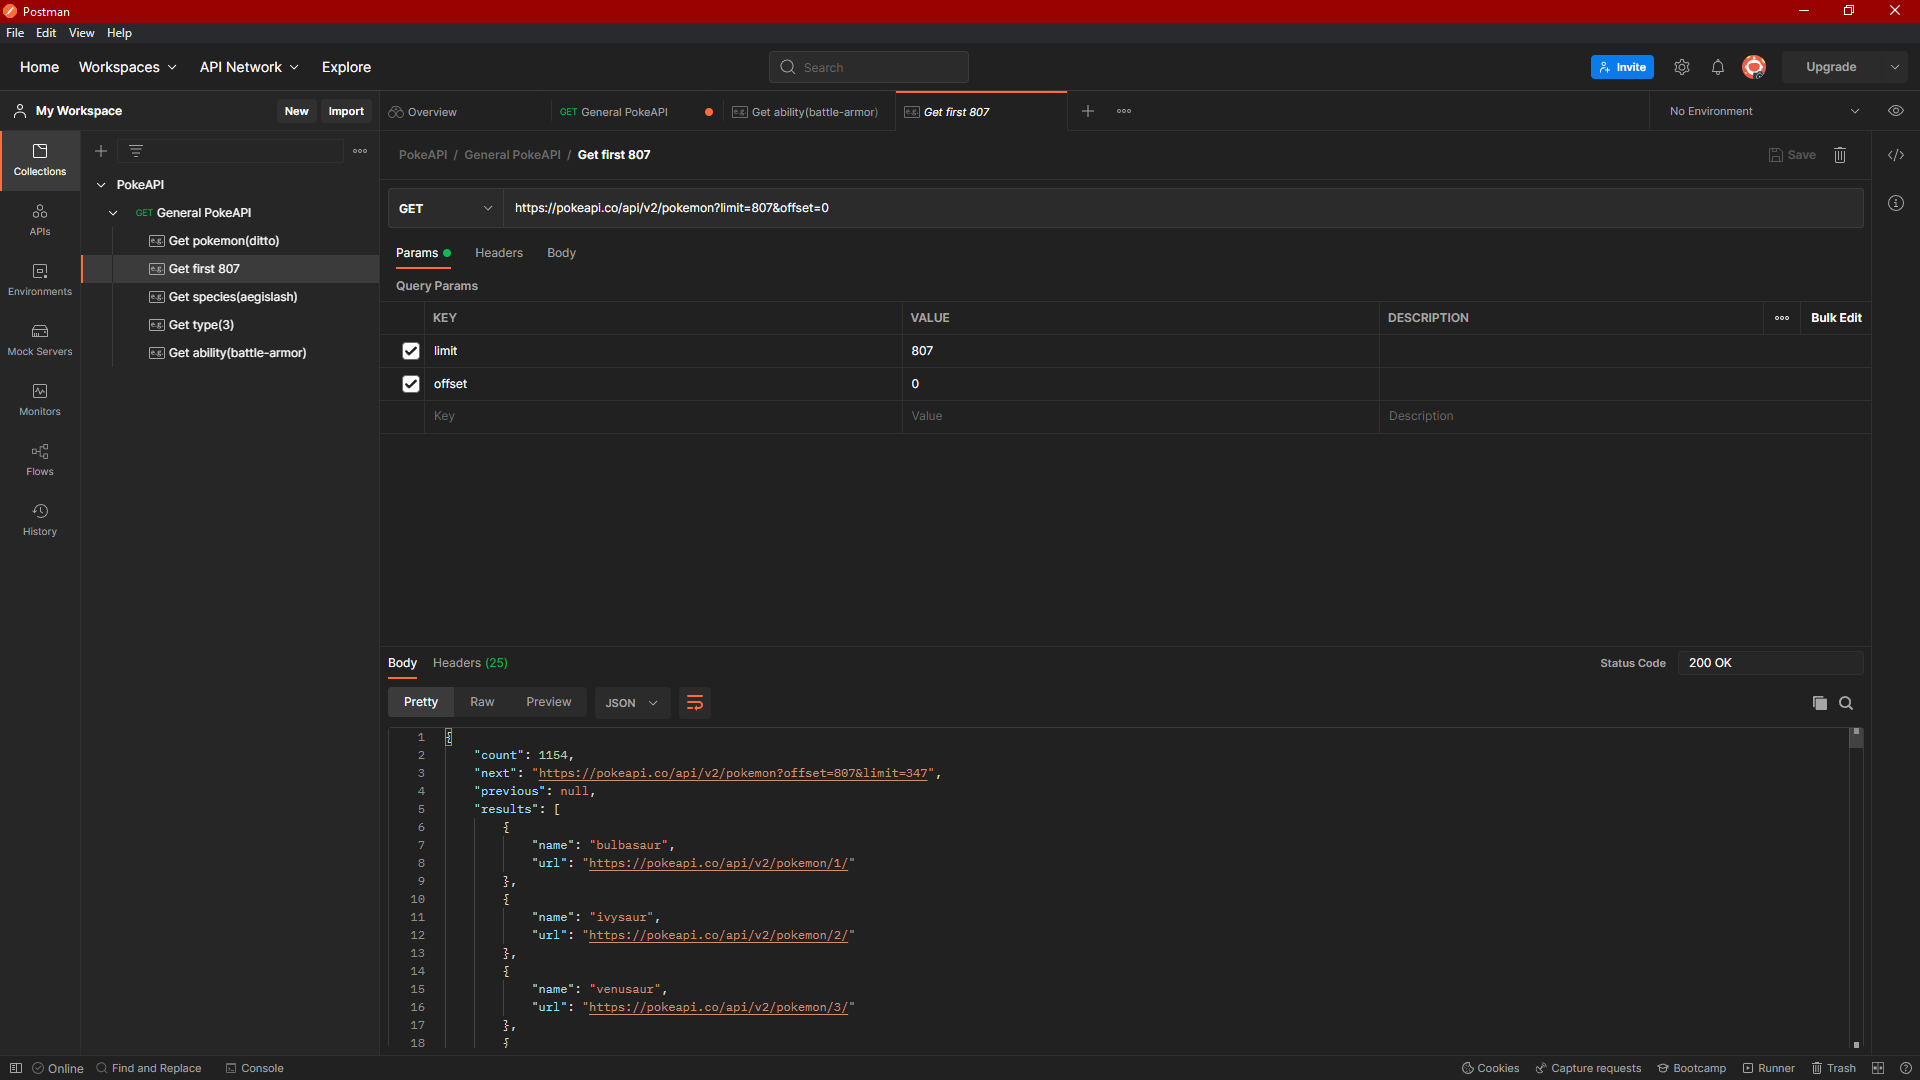 Postman
File Edit View Help
Home Workspaces API Network Explore Search Invite Upgrade
My Workspace New Import Overview GET General PokeAPI e.g. Get ability(battle-armor) e.g. Get first 807 No Environment
Collections
APIs
Environments
Mock Servers
Monitors
Flows
History
PokeAPI
GET General PokeAPI
e.g. Get pokemon(ditto)
e.g. Get first 807
e.g. Get species(aegislash)
e.g. Get type(3)
e.g. Get ability(battle-armor)
PokeAPI / General PokeAPI / Get first 807 Save
GET https://pokeapi.co/api/v2/pokemon?limit=807&offset=0
Params Headers Body
Query Params
KEY VALUE DESCRIPTION Bulk Edit
limit 807
offset 0
Key Value Description
Body Headers (25) Status Code 200 OK
Pretty Raw Preview JSON
1 {
2 "count": 1154,
3 "next": "https://pokeapi.co/api/v2/pokemon?offset=807&limit=347",
4 "previous": null,
5 "results": [
6 {
7 "name": "bulbasaur",
8 "url": "https://pokeapi.co/api/v2/pokemon/1/"
9 },
10 {
11 "name": "ivysaur",
12 "url": "https://pokeapi.co/api/v2/pokemon/2/"
13 },
14 {
15 "name": "venusaur",
16 "url": "https://pokeapi.co/api/v2/pokemon/3/"
17 },
18 {
Online Find and Replace Console Cookies Capture requests Bootcamp Runner Trash